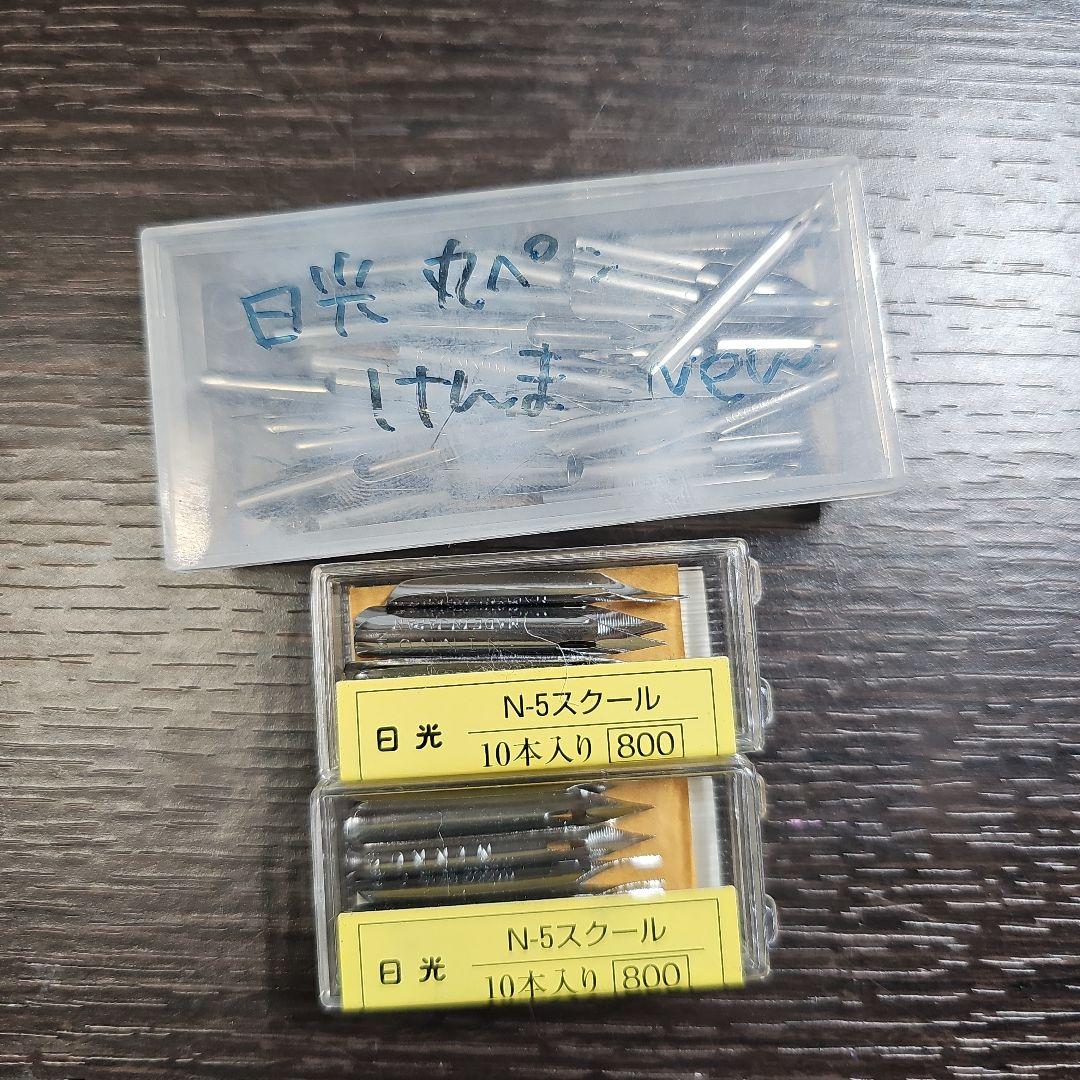 日光 丸ペン
けんま new
N-5スクール
日光
10本入り 800
NIKKO
N-5スクール
日光
10本入り 800